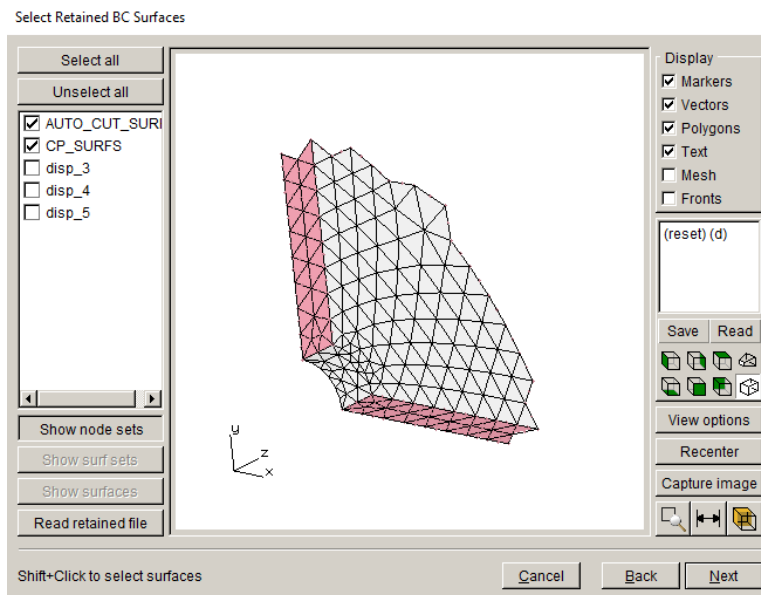 Select Retained BC Surfaces
Select all
Unselect all
AUTO_CUT_SURI
CP_SURFS
disp_3
disp_4
disp_5
Show node sets
Show surf sets
Show surfaces
Read retained file
y
z
x
Display
Markers
Vectors
Polygons
Text
Mesh
Fronts
(reset) (d)
Save Read
View options
Recenter
Capture image
Shift+Click to select surfaces
Cancel Back Next